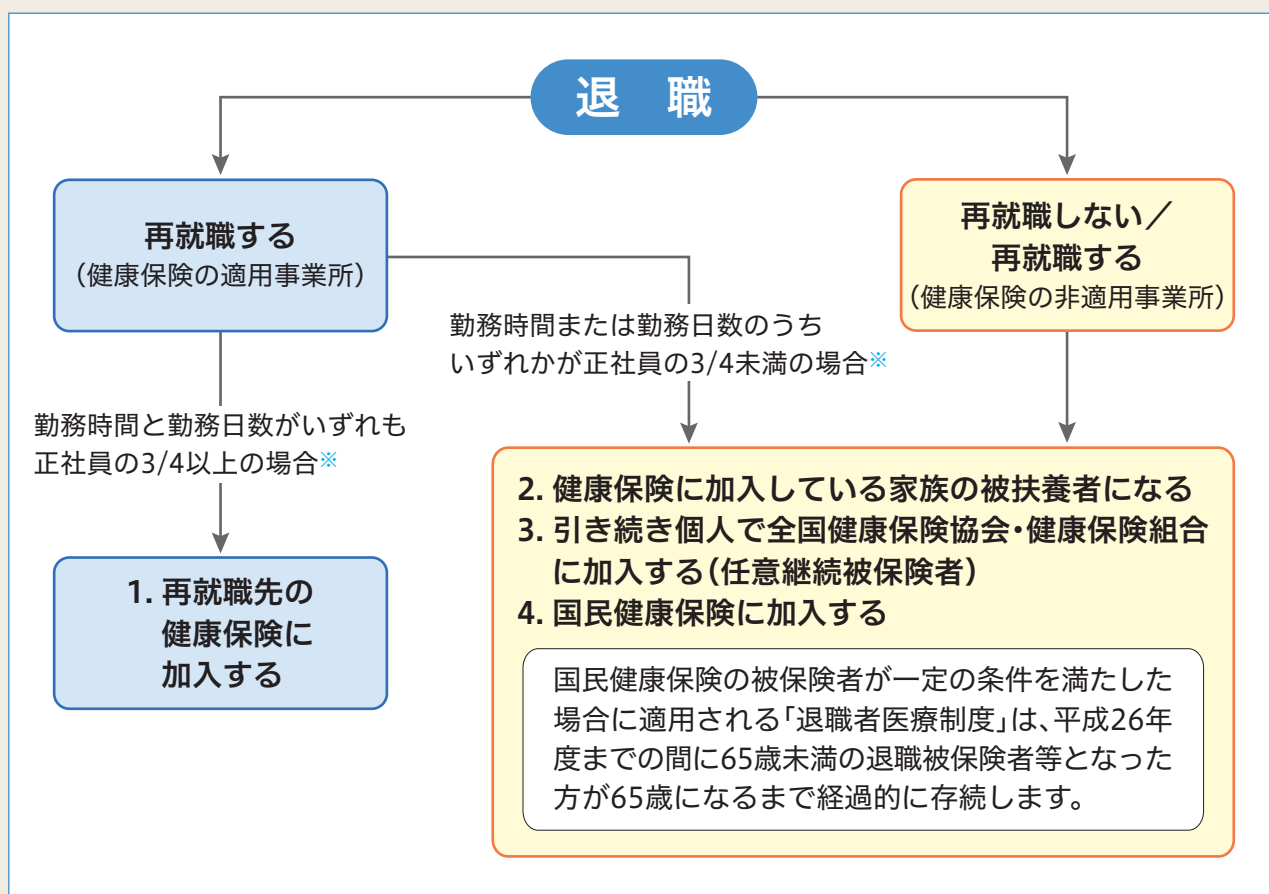 退　職
再就職する
（健康保険の適用事業所）
再就職しない／
再就職する
（健康保険の非適用事業所）
勤務時間または勤務日数のうち
いずれかが正社員の3/4未満の場合※
勤務時間と勤務日数がいずれも
正社員の3/4以上の場合※
1. 再就職先の
健康保険に
加入する
2. 健康保険に加入している家族の被扶養者になる
3. 引き続き個人で全国健康保険協会・健康保険組合
に加入する（任意継続被保険者）
4. 国民健康保険に加入する
国民健康保険の被保険者が一定の条件を満たした
場合に適用される「退職者医療制度」は、平成26年
度までの間に65歳未満の退職被保険者等となった
方が65歳になるまで経過的に存続します。